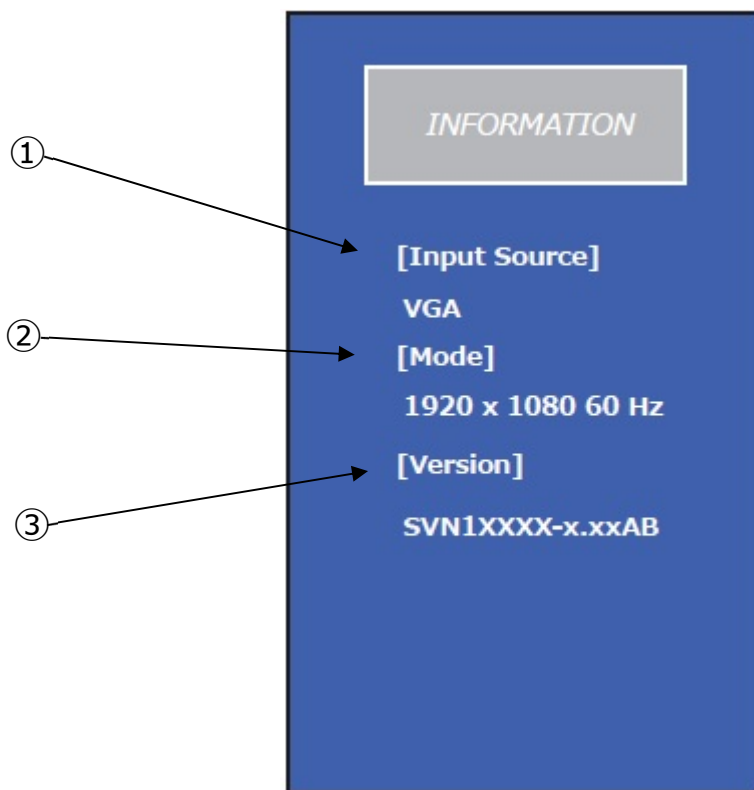 INFORMATION
①
[Input Source]
VGA
②
[Mode]
1920 x 1080 60 Hz
[Version]
③
SVN1XXXX-x.xxAB